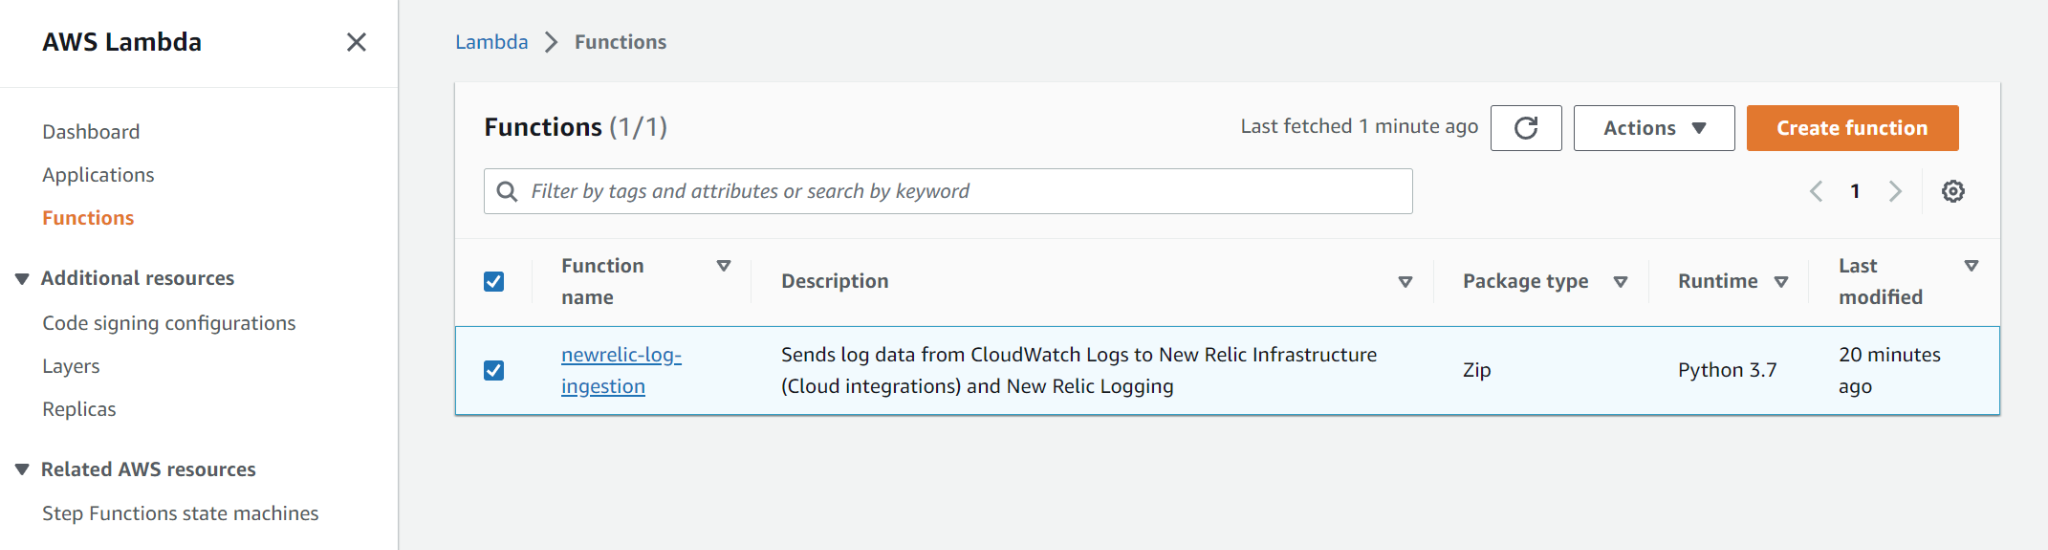 AWS Lambda
Dashboard
Applications
Functions
Additional resources
Code signing configurations
Layers
Replicas
Related AWS resources
Step Functions state machines
Lambda
Functions
Functions (1/1)
Last fetched 1 minute ago
Actions
Create function
Filter by tags and attributes or search by keyword
1
Function
name
Description
Package type
Runtime
Last
modified
newrelic-log-
ingestion
Sends log data from CloudWatch Logs to New Relic Infrastructure
(Cloud integrations) and New Relic Logging
Zip
Python 3.7
20 minutes
ago